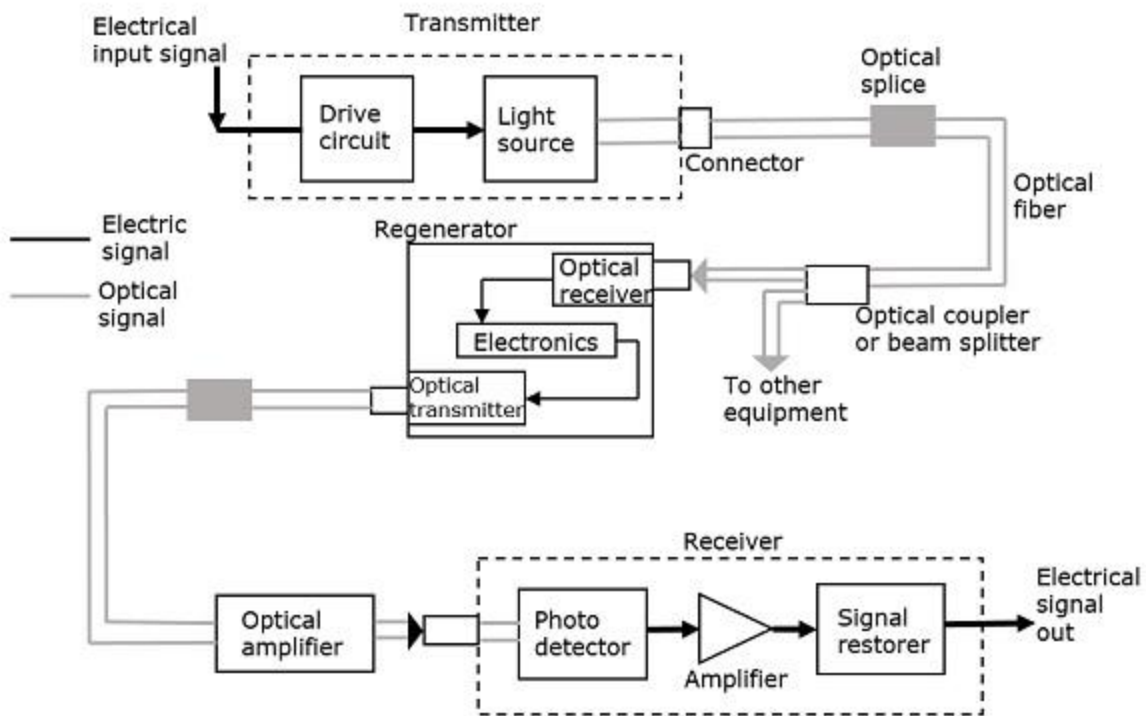 Transmitter
Electrical
input signal
Drive
circuit
Light
source
Connector
Optical
splice
Optical
fiber
Electric
signal
Optical
signal
Regenerator
Optical
receiver
Electronics
Optical
transmitter
Optical coupler
or beam splitter
To other
equipment
Receiver
Optical
amplifier
Photo
detector
Amplifier
Signal
restorer
Electrical
signal
out